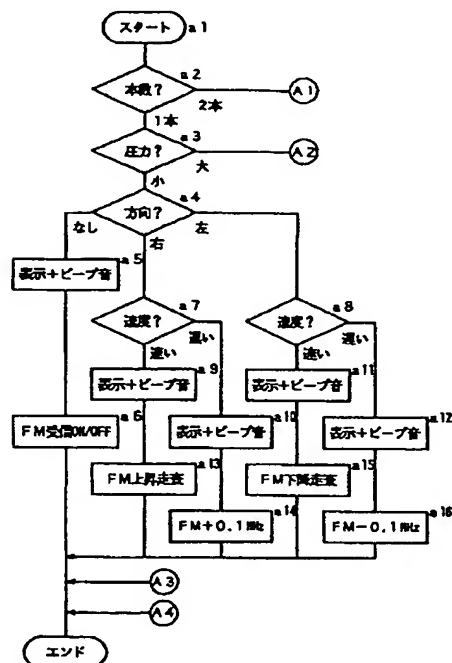 スタート a1
a2
本数? A1
2本
1本
a3
圧力? A2
大
小
a4
方向?
なし 左
右
a5
表示+ビープ音
a7 a8
速度? 速度?
遅い 遅い
速い 速い
a9 a11
表示+ビープ音 表示+ビープ音
a6 a10 a12
FM受信ON/OFF 表示+ビープ音 表示+ビープ音
a13 a15
FM上昇走査 FM下降走査
a14 a16
FM+0.1MHz FM-0.1MHz
A3
A4
エンド